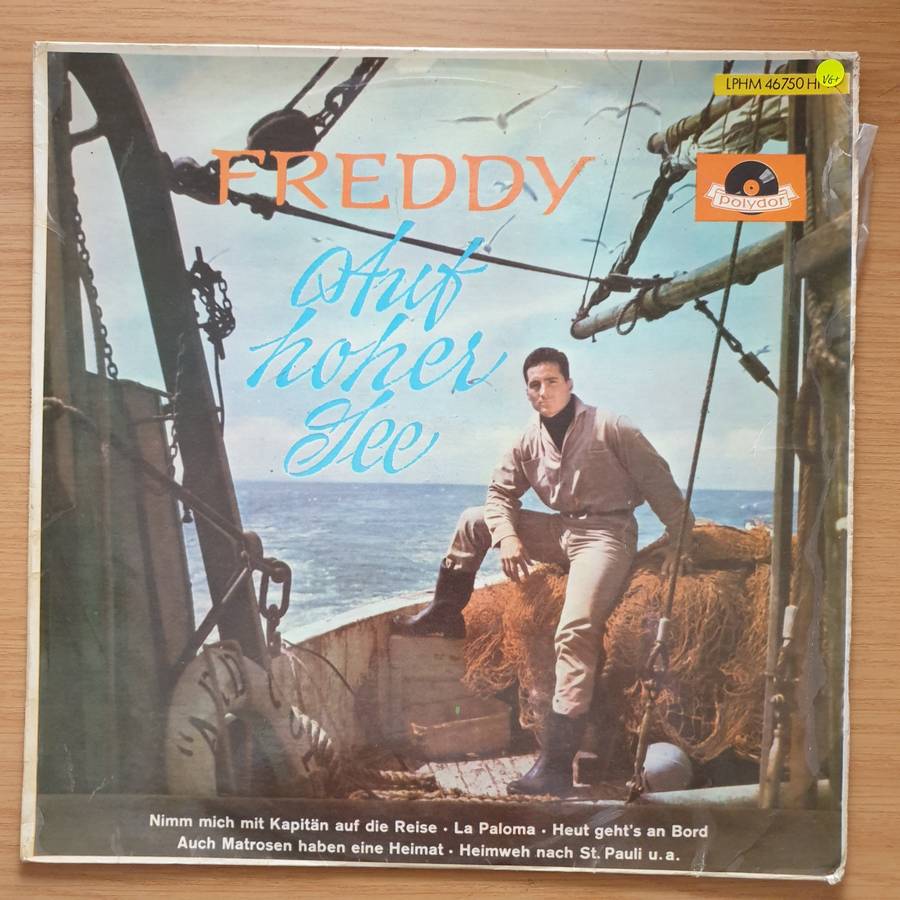 LPHM 46750 H
VG+
FREDDY
polydor
Auf
hoher
See
Nimm mich mit Kapitän auf die Reise · La Paloma · Heut geht's an Bord
Auch Matrosen haben eine Heimat · Heimweh nach St. Pauli u. a.